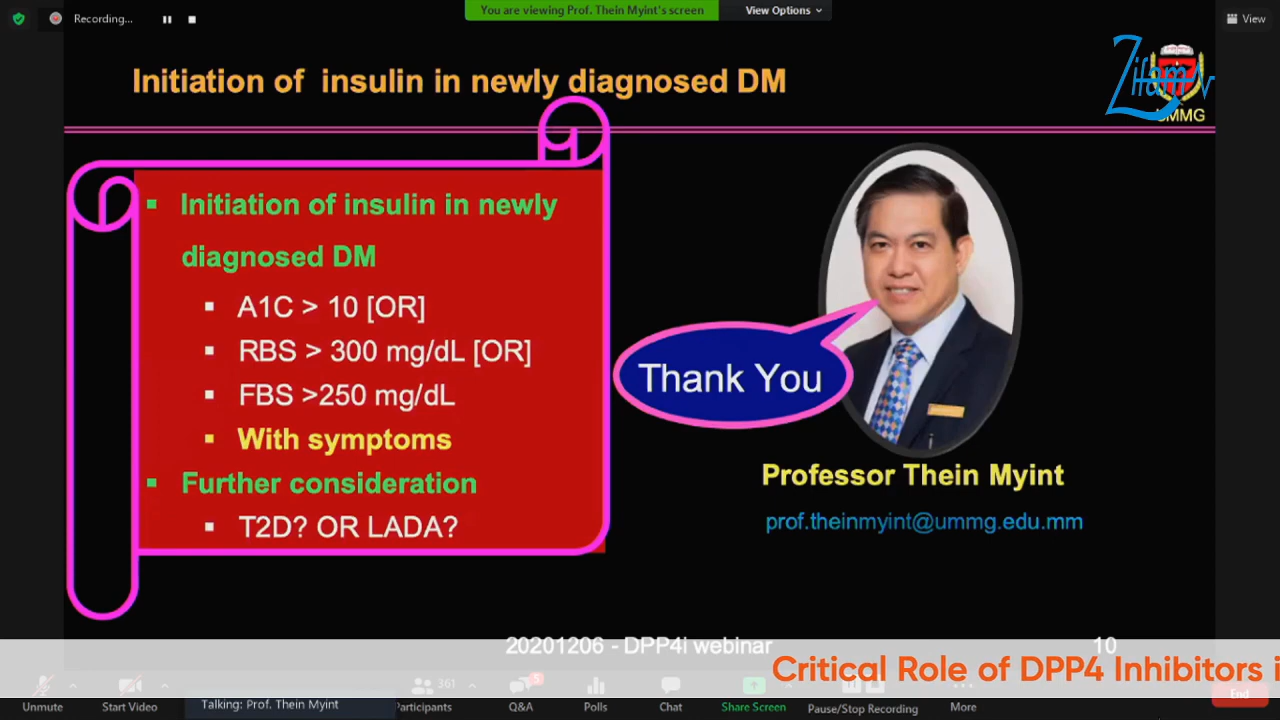 Recording...
You are viewing Prof. Thein Myint's screen
View Options
View
Initiation of insulin in newly diagnosed DM
Zifam
UMMG
Initiation of insulin in newly
diagnosed DM
A1C > 10 [OR]
RBS > 300 mg/dL [OR]
FBS >250 mg/dL
With symptoms
Further consideration
T2D? OR LADA?
Thank You
Professor Thein Myint
prof.theinmyint@ummg.edu.mm
20201206 - DPP4i webinar
10
Critical Role of DPP4 Inhibitors i
361
5
Unmute
Start Video
Talking: Prof. Thein Myint
Participants
Q&A
Polls
Chat
Share Screen
Pause/Stop Recording
More
End